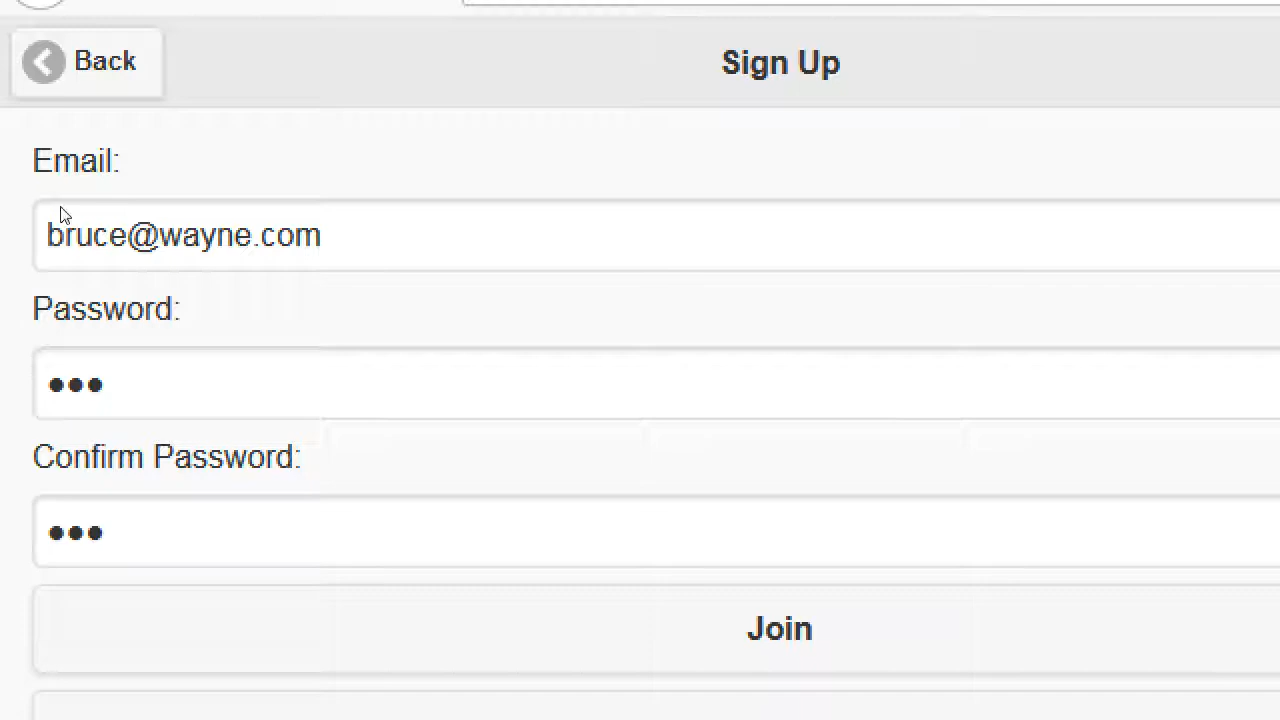 Back
Sign Up
Email:
bruce@wayne.com
Password:
●●●
Confirm Password:
●●●
Join